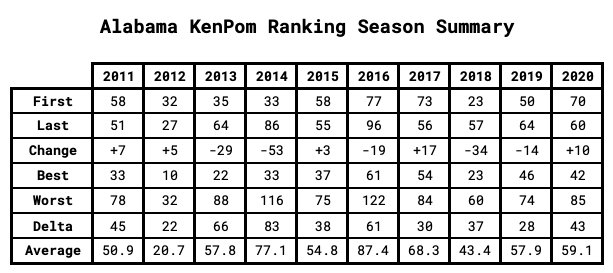 Alabama KenPom Ranking Season Summary
2011 2012 2013 2014 2015 2016 2017 2018 2019 2020
First 58 32 35 33 58 77 73 23 50 70
Last 51 27 64 86 55 96 56 57 64 60
Change +7 +5 -29 -53 +3 -19 +17 -34 -14 +10
Best 33 10 22 33 37 61 54 23 46 42
Worst 78 32 88 116 75 122 84 60 74 85
Delta 45 22 66 83 38 61 30 37 28 43
Average 50.9 20.7 57.8 77.1 54.8 87.4 68.3 43.4 57.9 59.1